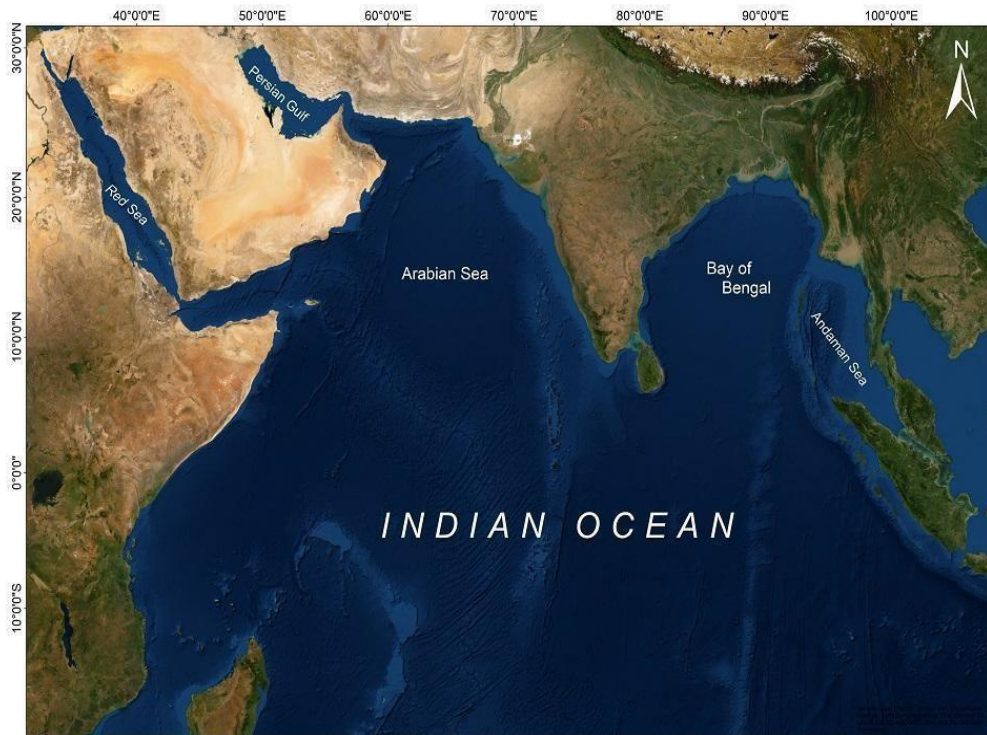 40°0'0"E 50°0'0"E 60°0'0"E 70°0'0"E 80°0'0"E 90°0'0"E 100°0'0"E
30°0'0"N
N
Persian Gulf
20°0'0"N
Red Sea
Arabian Sea
Bay of
Bengal
10°0'0"N
Andaman Sea
0°0'0"
INDIAN OCEAN
10°0'0"S